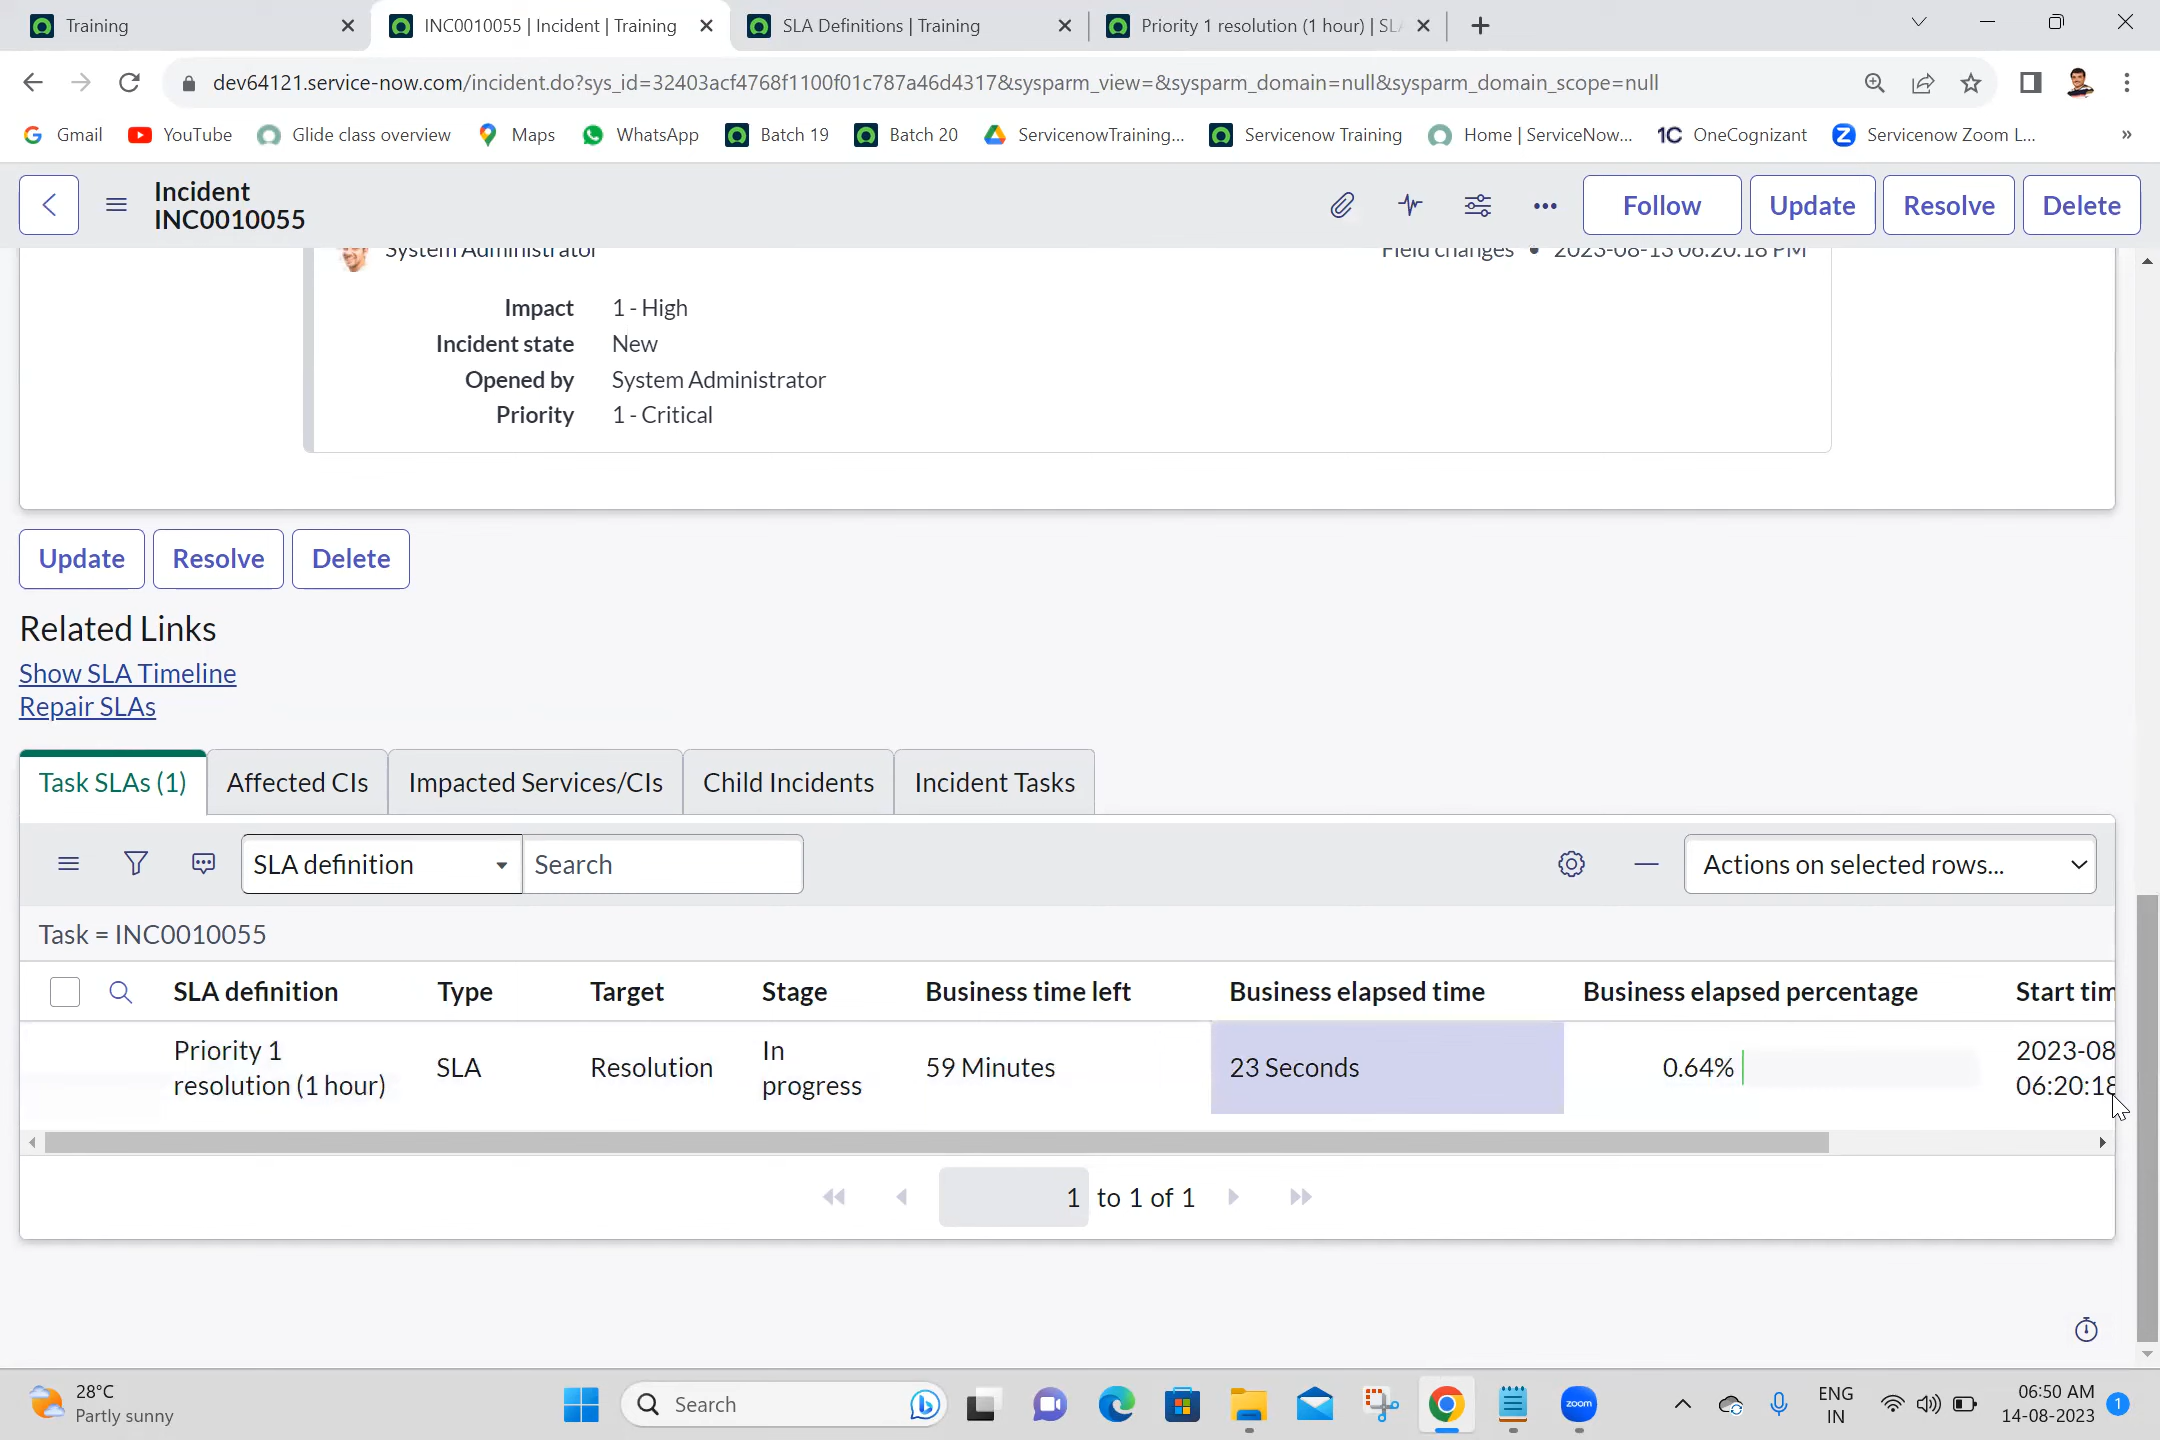 Training
INC0010055 | Incident | Training
SLA Definitions | Training
Priority 1 resolution (1 hour) | SL
dev64121.service-now.com/incident.do?sys_id=32403acf4768f1100f01c787a46d4317&sysparm_view=&sysparm_domain=null&sysparm_domain_scope=null
Gmail
YouTube
Glide class overview
Maps
WhatsApp
Batch 19
Batch 20
ServicenowTraining...
Servicenow Training
Home | ServiceNow...
1C OneCognizant
Servicenow Zoom L...
»
Incident
INC0010055
Follow
Update
Resolve
Delete
System Administrator
Field changes • 2023-08-13 06:20:18 PM
Impact 1 - High
Incident state New
Opened by System Administrator
Priority 1 - Critical
Update
Resolve
Delete
Related Links
Show SLA Timeline
Repair SLAs
Task SLAs (1)
Affected CIs
Impacted Services/CIs
Child Incidents
Incident Tasks
SLA definition
Search
Actions on selected rows...
Task = INC0010055
SLA definition Type Target Stage Business time left Business elapsed time Business elapsed percentage Start tim
Priority 1
resolution (1 hour)
SLA
Resolution
In
progress
59 Minutes
23 Seconds
0.64%
2023-08
06:20:18
1 to 1 of 1
28°C
Partly sunny
Search
zoom
ENG
IN
06:50 AM
14-08-2023
1